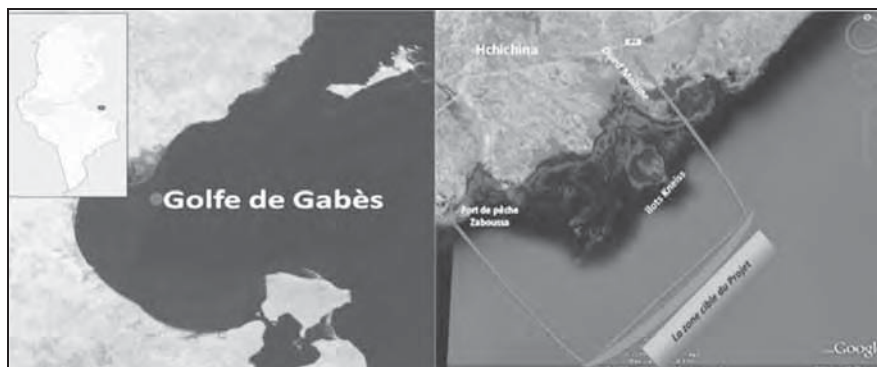 Golfe de Gabès
Hchichina
Port de pêche
Zaboussa
Ilots Kneiss
La zone cible du Projet
Google